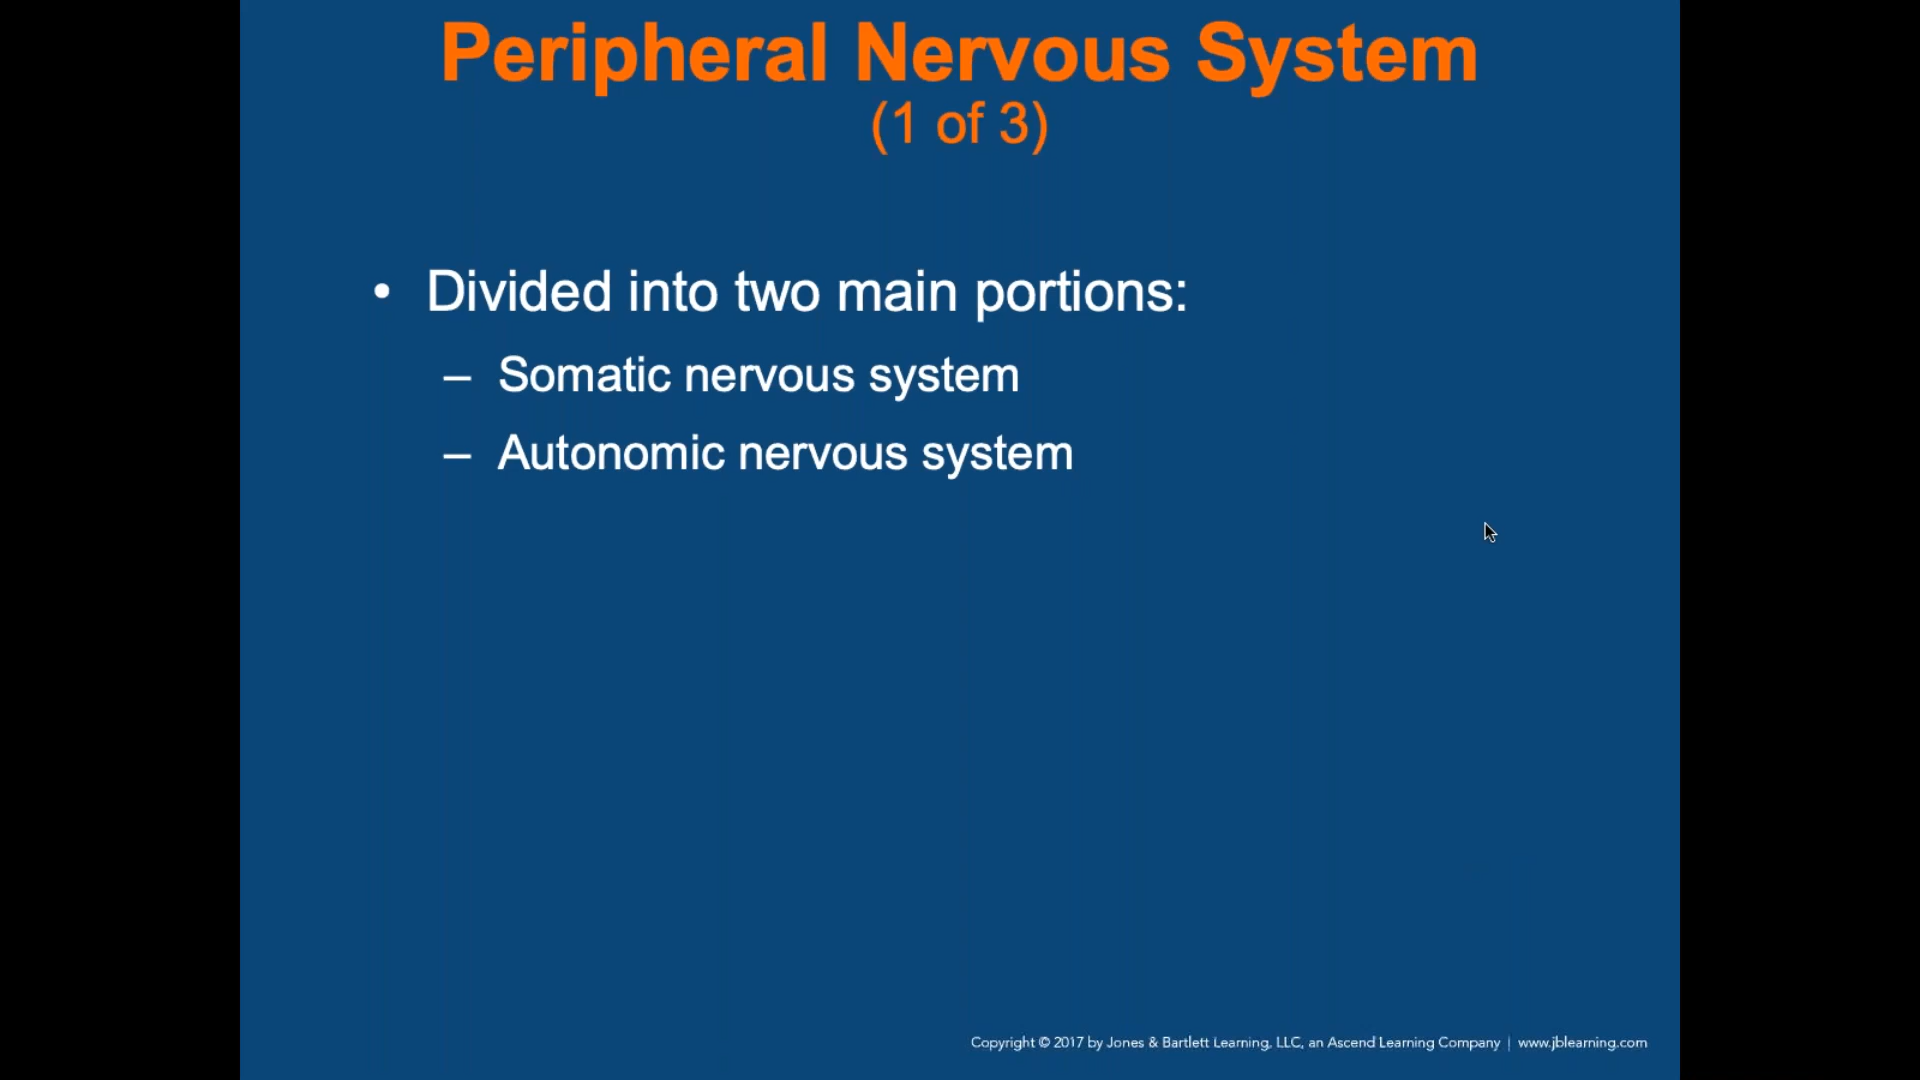 Peripheral Nervous System
(1 of 3)
• Divided into two main portions:
– Somatic nervous system
– Autonomic nervous system
Copyright © 2017 by Jones & Bartlett Learning, LLC, an Ascend Learning Company | www.jblearning.com